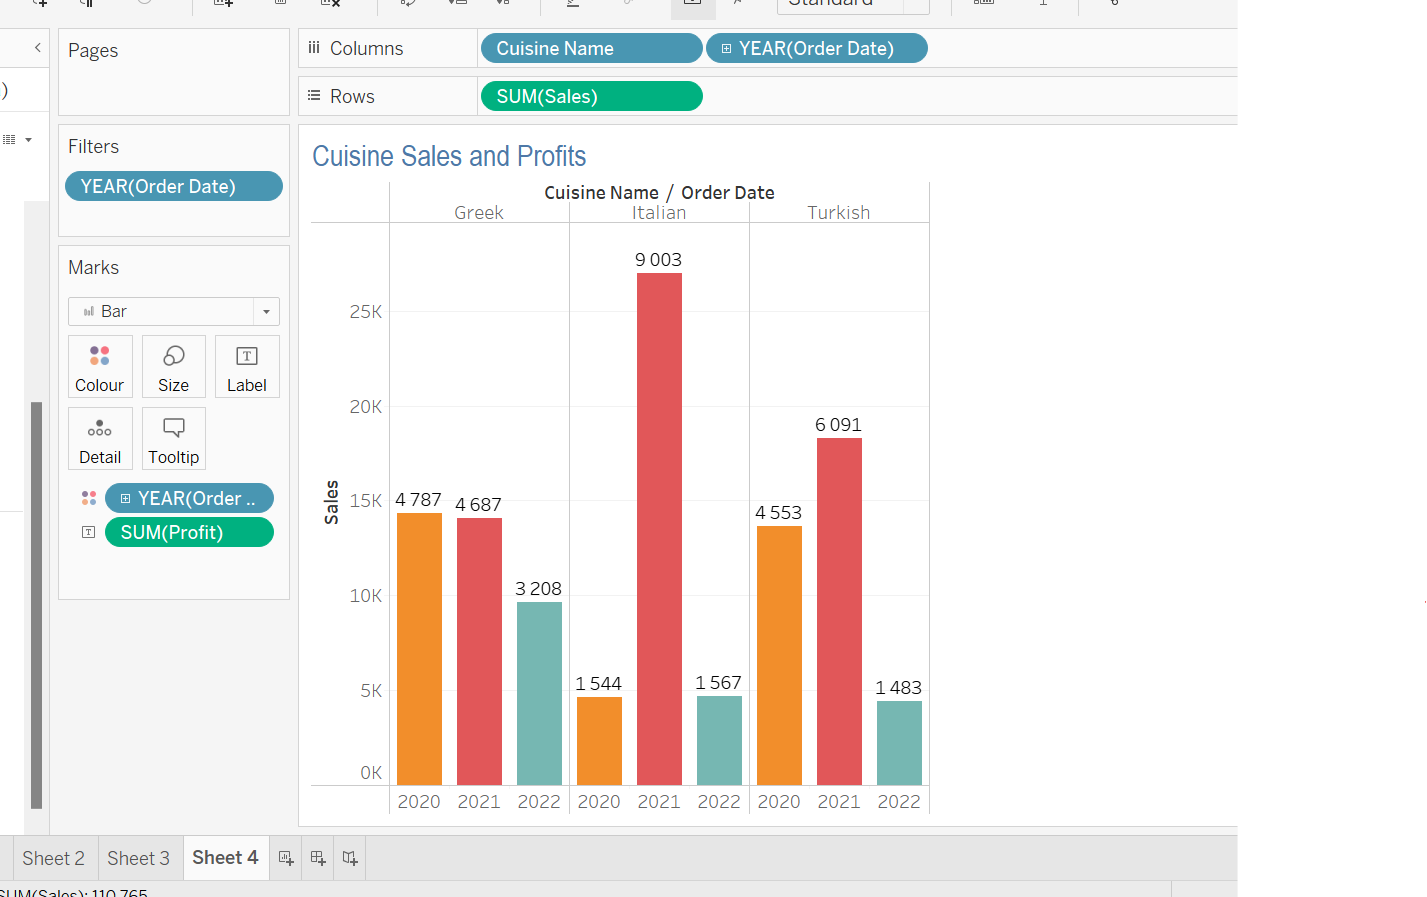 Standard
Pages
Columns
Cuisine Name
YEAR(Order Date)
)
Rows
SUM(Sales)
Filters
YEAR(Order Date)
Cuisine Sales and Profits
Cuisine Name / Order Date
Greek Italian Turkish
Marks
Bar
Colour Size Label
Detail Tooltip
YEAR(Order ..
SUM(Profit)
Sales
25K
20K
15K
10K
5K
0K
4 787 4 687 3 208 1 544 9 003 1 567 4 553 6 091 1 483
2020 2021 2022 2020 2021 2022 2020 2021 2022
Sheet 2 Sheet 3 Sheet 4
SUM(Sales): 110 765